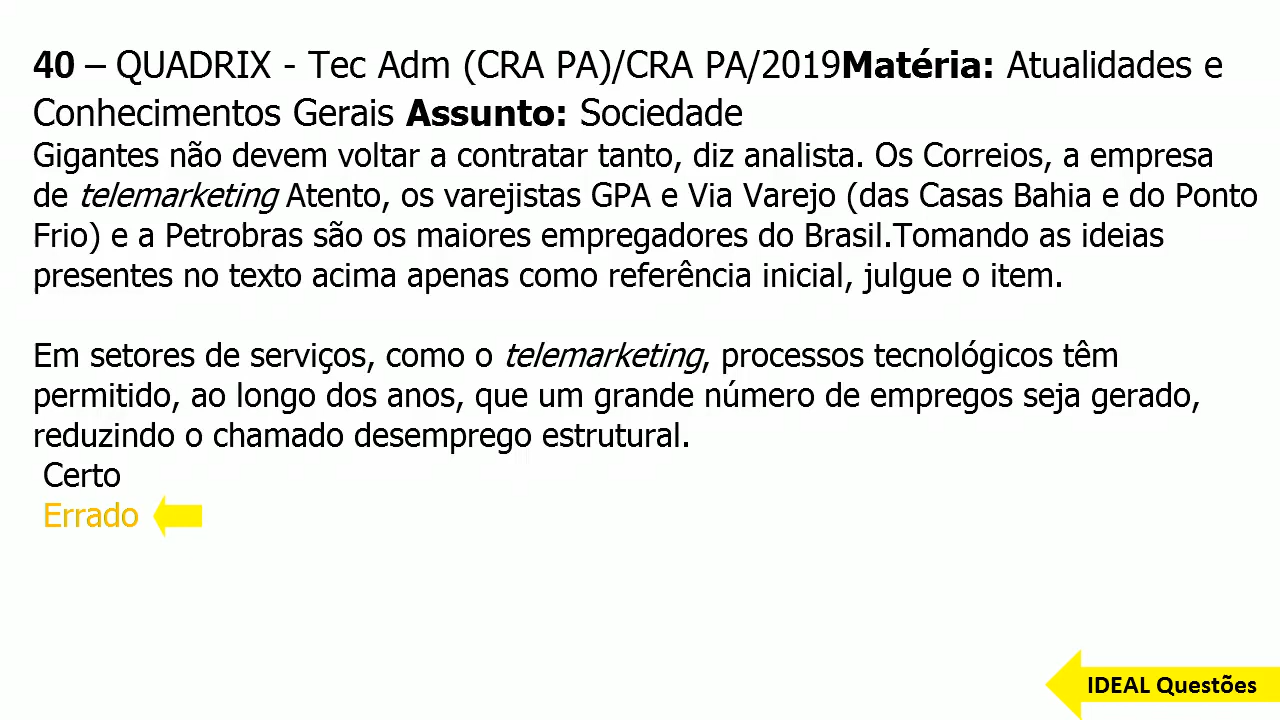 40 – QUADRIX - Tec Adm (CRA PA)/CRA PA/2019Matéria: Atualidades e
Conhecimentos Gerais Assunto: Sociedade
Gigantes não devem voltar a contratar tanto, diz analista. Os Correios, a empresa
de telemarketing Atento, os varejistas GPA e Via Varejo (das Casas Bahia e do Ponto
Frio) e a Petrobras são os maiores empregadores do Brasil.Tomando as ideias
presentes no texto acima apenas como referência inicial, julgue o item.
Em setores de serviços, como o telemarketing, processos tecnológicos têm
permitido, ao longo dos anos, que um grande número de empregos seja gerado,
reduzindo o chamado desemprego estrutural.
Certo
Errado
IDEAL Questões